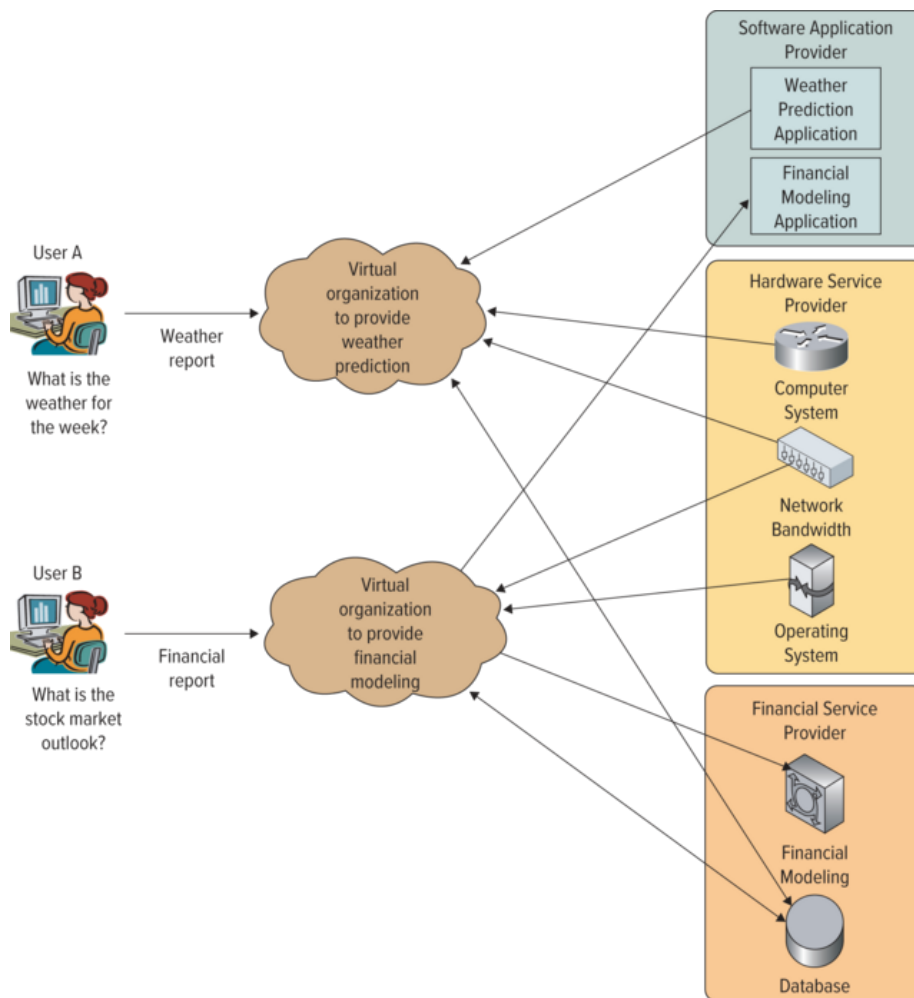 Software Application
Provider
Weather
Prediction
Application
Financial
Modeling
Application
User A
What is the
weather for
the week?
Weather
report
Virtual
organization
to provide
weather
prediction
Hardware Service
Provider
Computer
System
Network
Bandwidth
Operating
System
User B
What is the
stock market
outlook?
Financial
report
Virtual
organization
to provide
financial
modeling
Financial Service
Provider
Financial
Modeling
Database